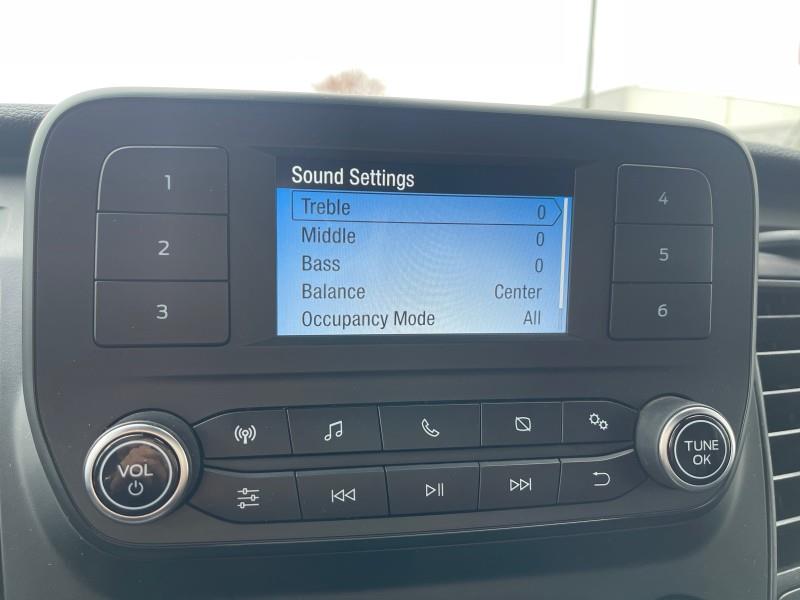 Sound Settings
Treble 0
Middle 0
Bass 0
Balance Center
Occupancy Mode All
1
2
3
4
5
6
VOL
TUNE
OK